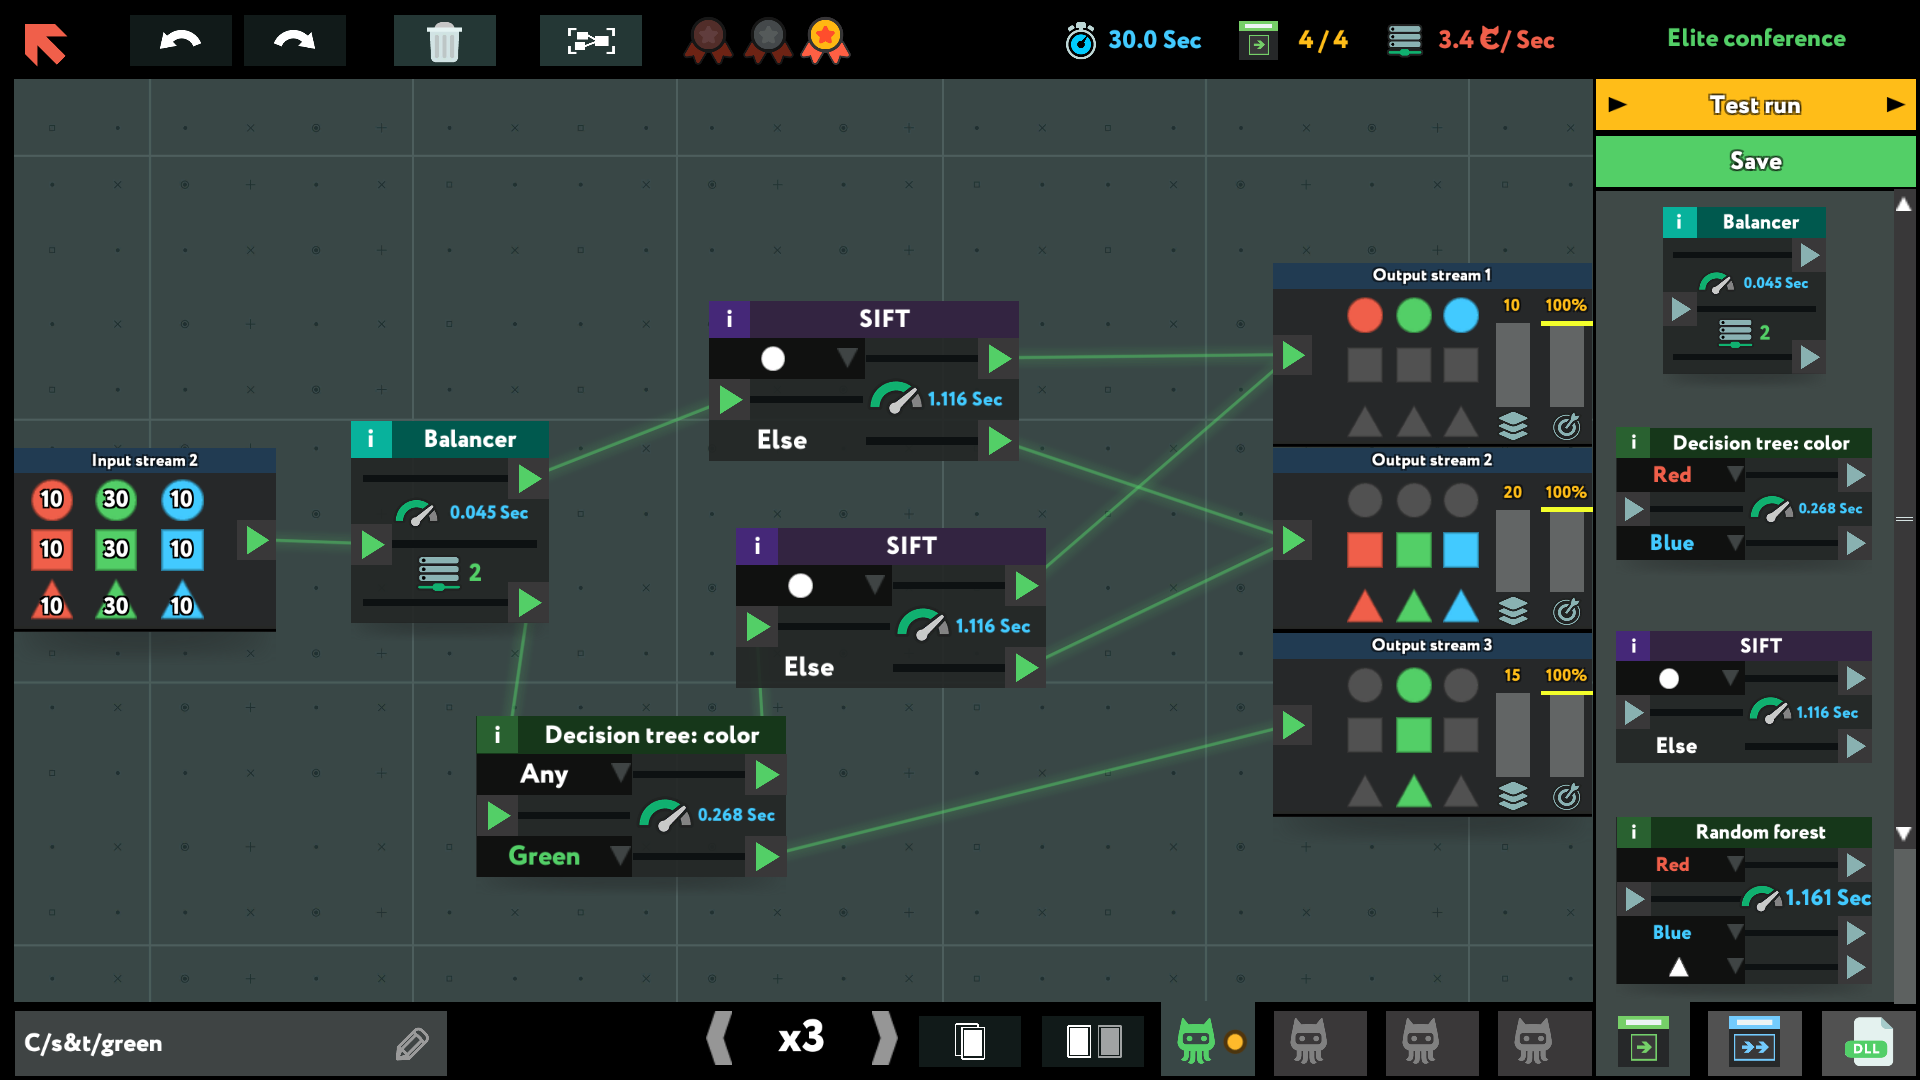 30.0 Sec
4/4
3.4 / Sec
Elite conference
Test run
Save
Input stream 2
10
30
10
10
30
10
10
30
10
i
Balancer
0.045 Sec
2
i
SIFT
1.116 Sec
Else
i
SIFT
1.116 Sec
Else
i
Decision tree: color
Any
0.268 Sec
Green
Output stream 1
10
100%
Output stream 2
20
100%
Output stream 3
15
100%
i
Balancer
0.045 Sec
2
i
Decision tree: color
Red
0.268 Sec
Blue
i
SIFT
1.116 Sec
Else
i
Random forest
Red
1.161 Sec
Blue
C/s&t/green
x3
DLL